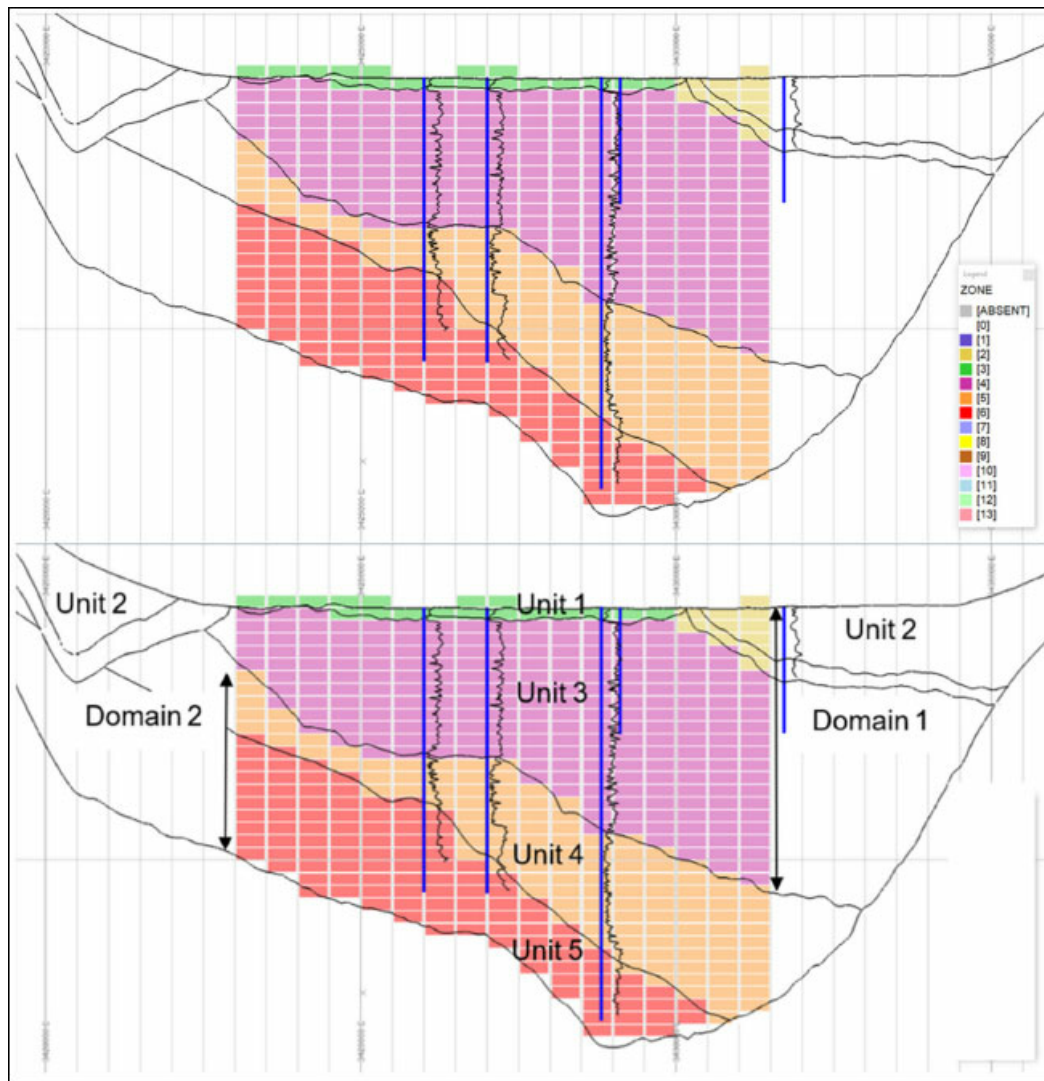 Legend
ZONE
[ABSENT]
[0]
[1]
[2]
[3]
[4]
[5]
[6]
[7]
[8]
[9]
[10]
[11]
[12]
[13]
Unit 2
Unit 1
Unit 2
Unit 3
Domain 2
Domain 1
Unit 4
Unit 5